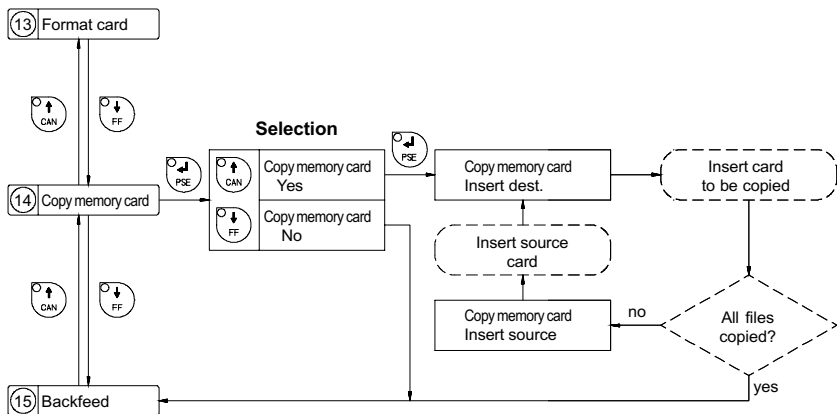 13 Format card
CAN
FF
Selection
PSE
PSE
14 Copy memory card
CAN
Copy memory card
Yes
FF
Copy memory card
No
Copy memory card
Insert dest.
Insert card
to be copied
Insert source
card
Copy memory card
Insert source
no
All files
copied?
yes
CAN
FF
15 Backfeed